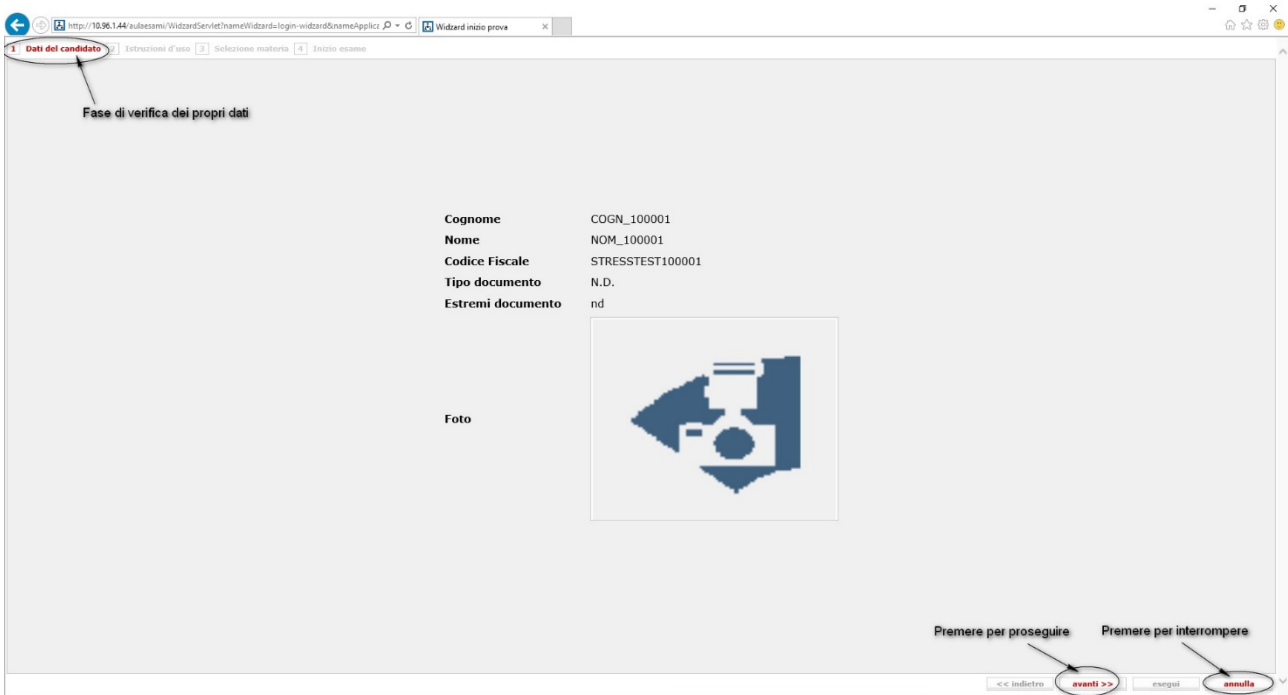 http://10.96.1.44/aulaesami/WidzardServlet?nameWidzard=login-widzard&nameApplica
Widzard inizio prova
1 Dati del candidato 2 Istruzioni d'uso 3 Selezione materia 4 Inizio esame
Fase di verifica dei propri dati
Cognome COGN_100001
Nome NOM_100001
Codice Fiscale STRESSTEST100001
Tipo documento N.D.
Estremi documento nd
Foto
Premere per proseguire Premere per interrompere
<< indietro avanti >> esegui annulla